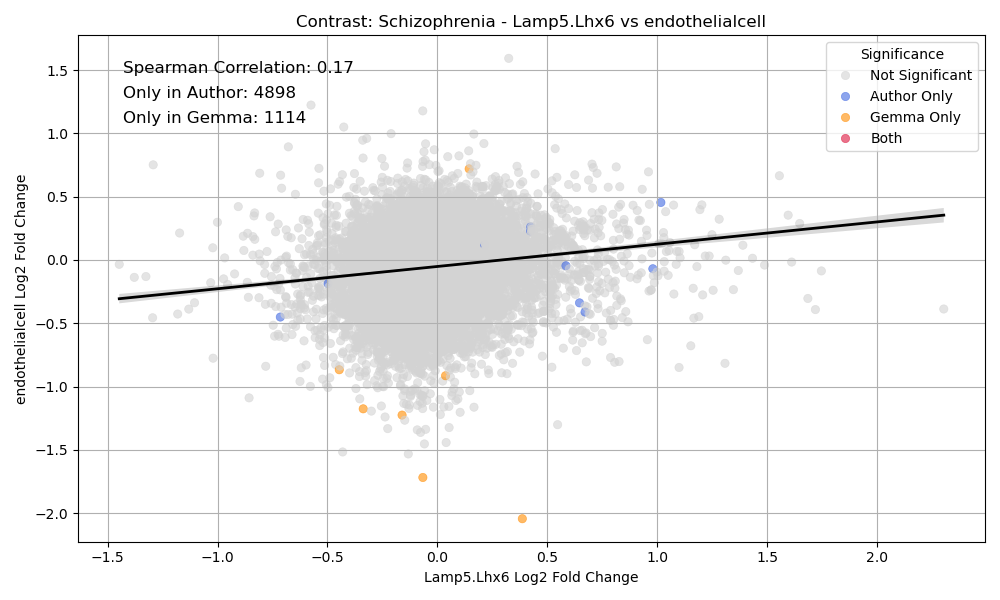 Contrast: Schizophrenia - Lamp5.Lhx6 vs endothelialcell
Spearman Correlation: 0.17
Only in Author: 4898
Only in Gemma: 1114
Significance
Not Significant
Author Only
Gemma Only
Both
1.5
1.0
0.5
0.0
−0.5
−1.0
−1.5
−2.0
endothelialcell Log2 Fold Change
−1.5 −1.0 −0.5 0.0 0.5 1.0 1.5 2.0
Lamp5.Lhx6 Log2 Fold Change